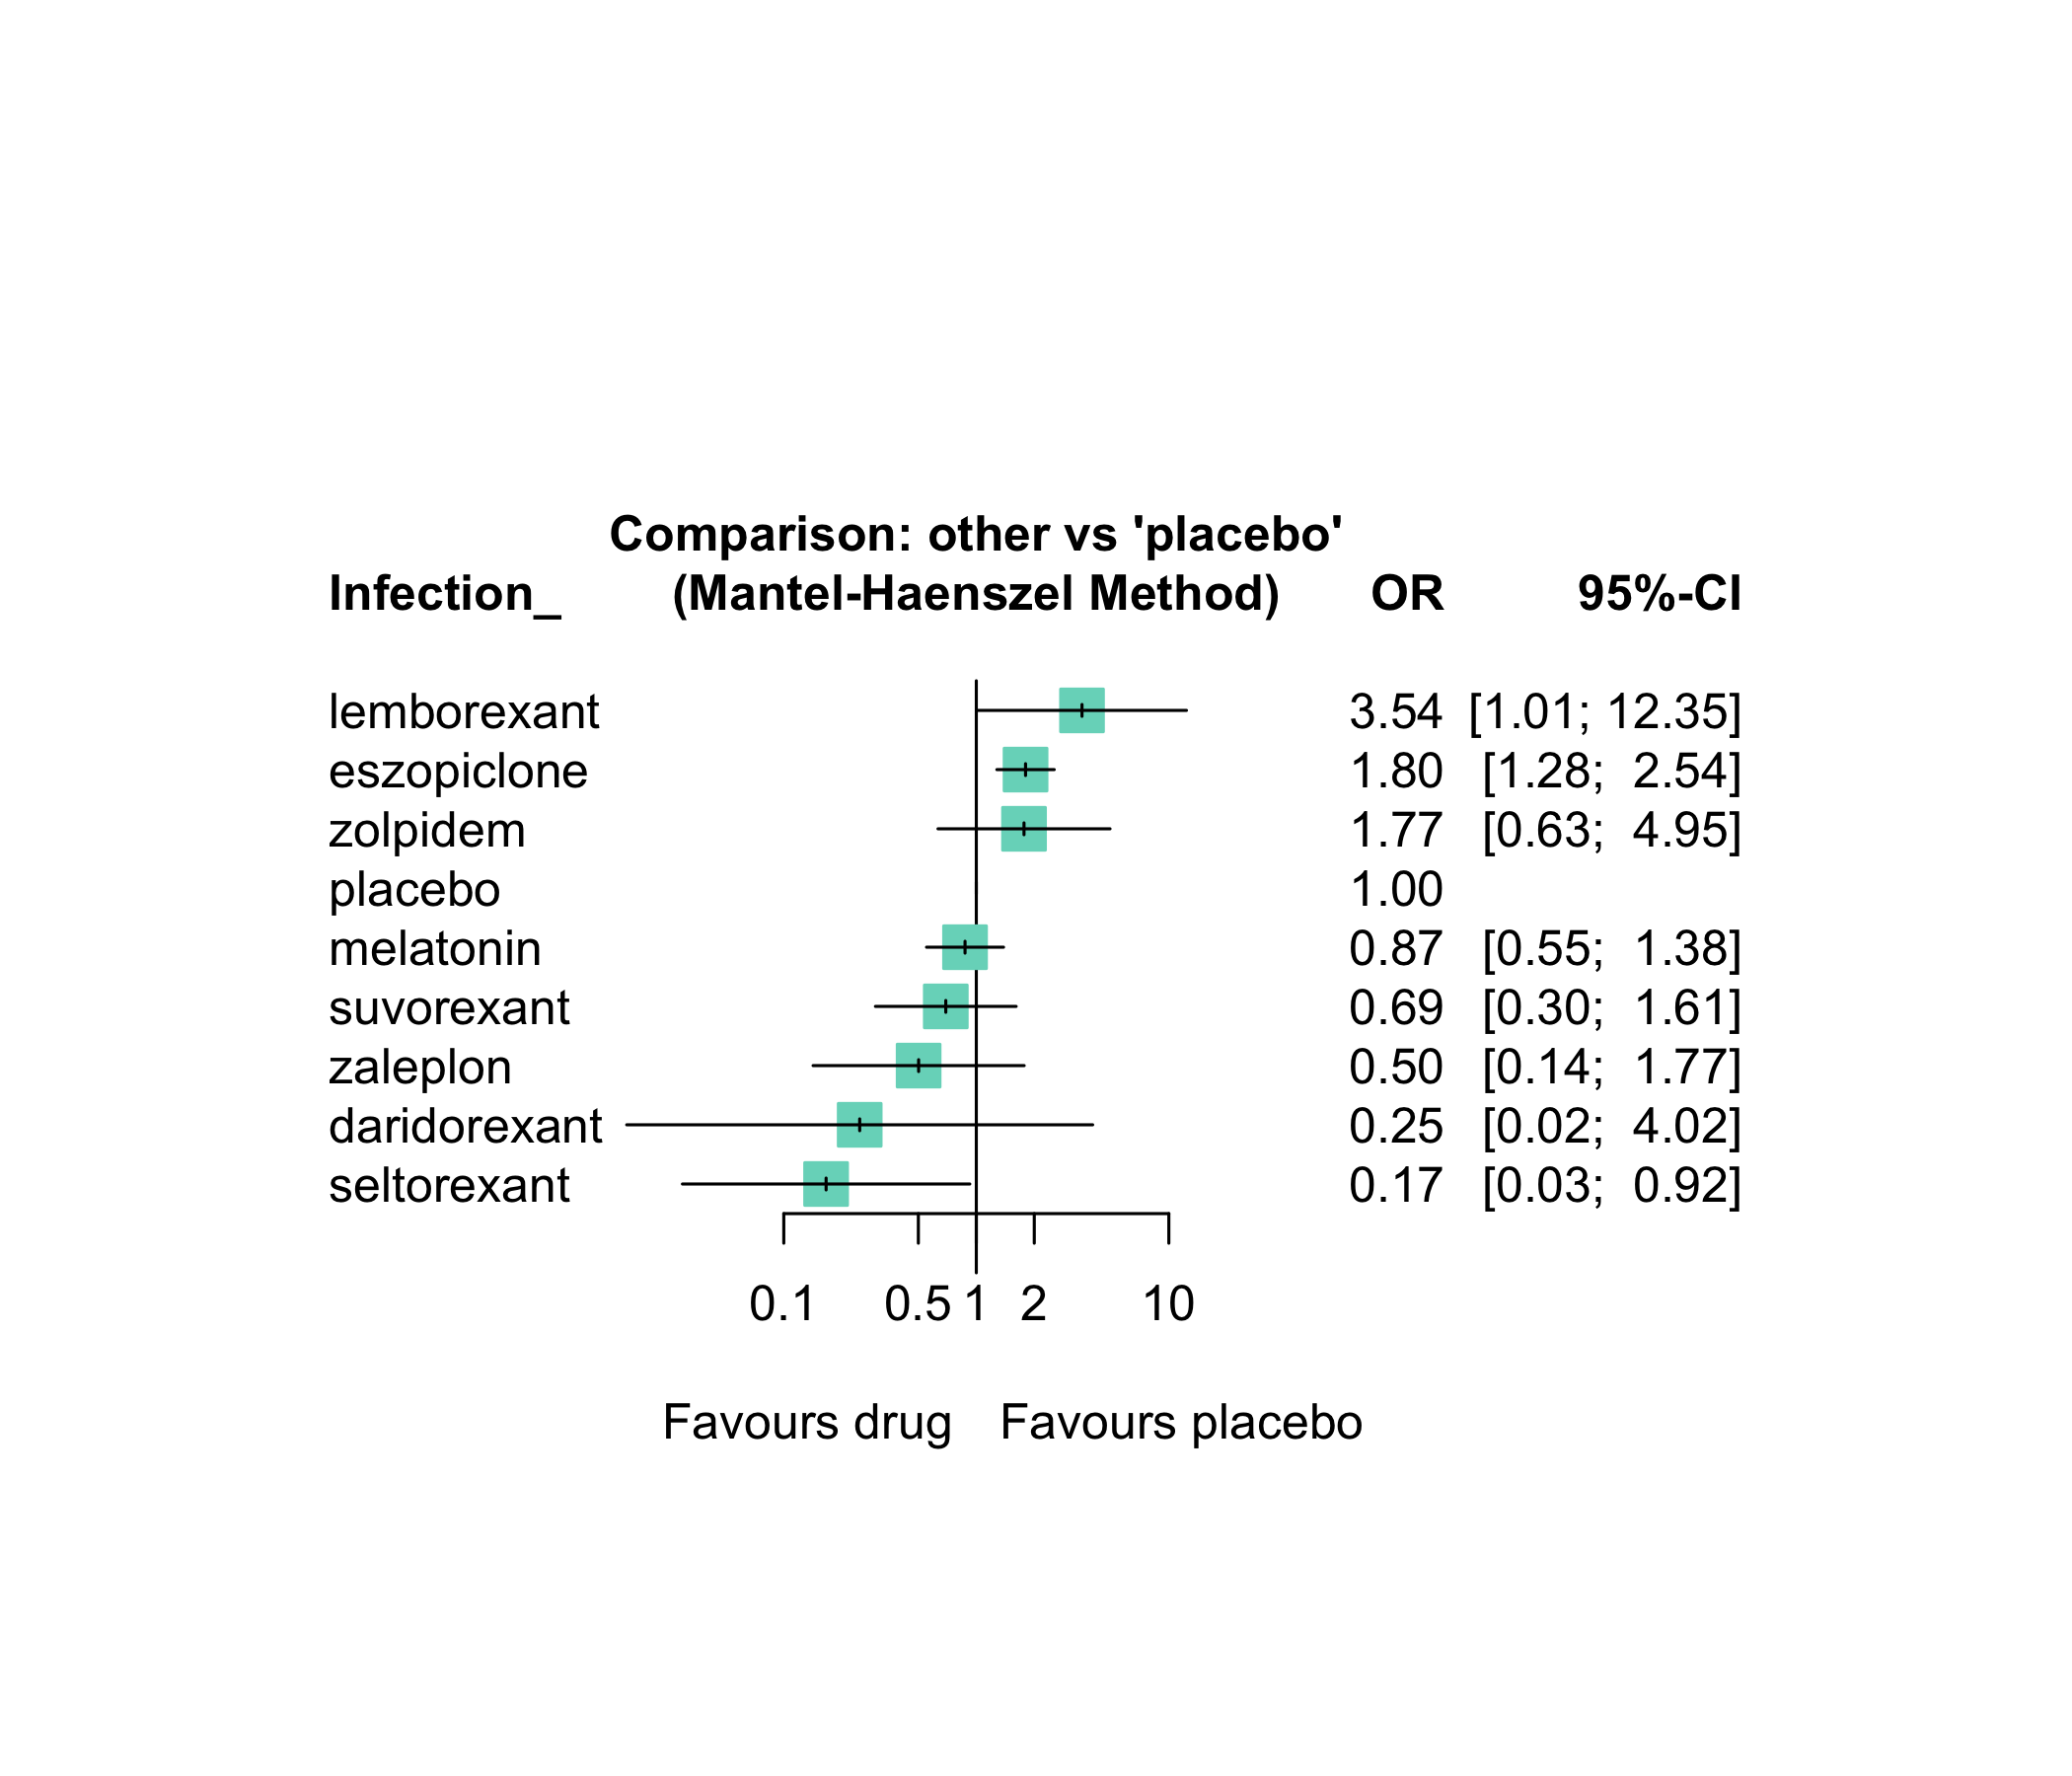 Comparison: other vs 'placebo'
Infection_ (Mantel-Haenszel Method) OR 95%-CI
lemborexant 3.54 [1.01; 12.35]
eszopiclone 1.80 [1.28; 2.54]
zolpidem 1.77 [0.63; 4.95]
placebo 1.00
melatonin 0.87 [0.55; 1.38]
suvorexant 0.69 [0.30; 1.61]
zaleplon 0.50 [0.14; 1.77]
daridorexant 0.25 [0.02; 4.02]
seltorexant 0.17 [0.03; 0.92]
0.1 0.5 1 2 10
Favours drug Favours placebo